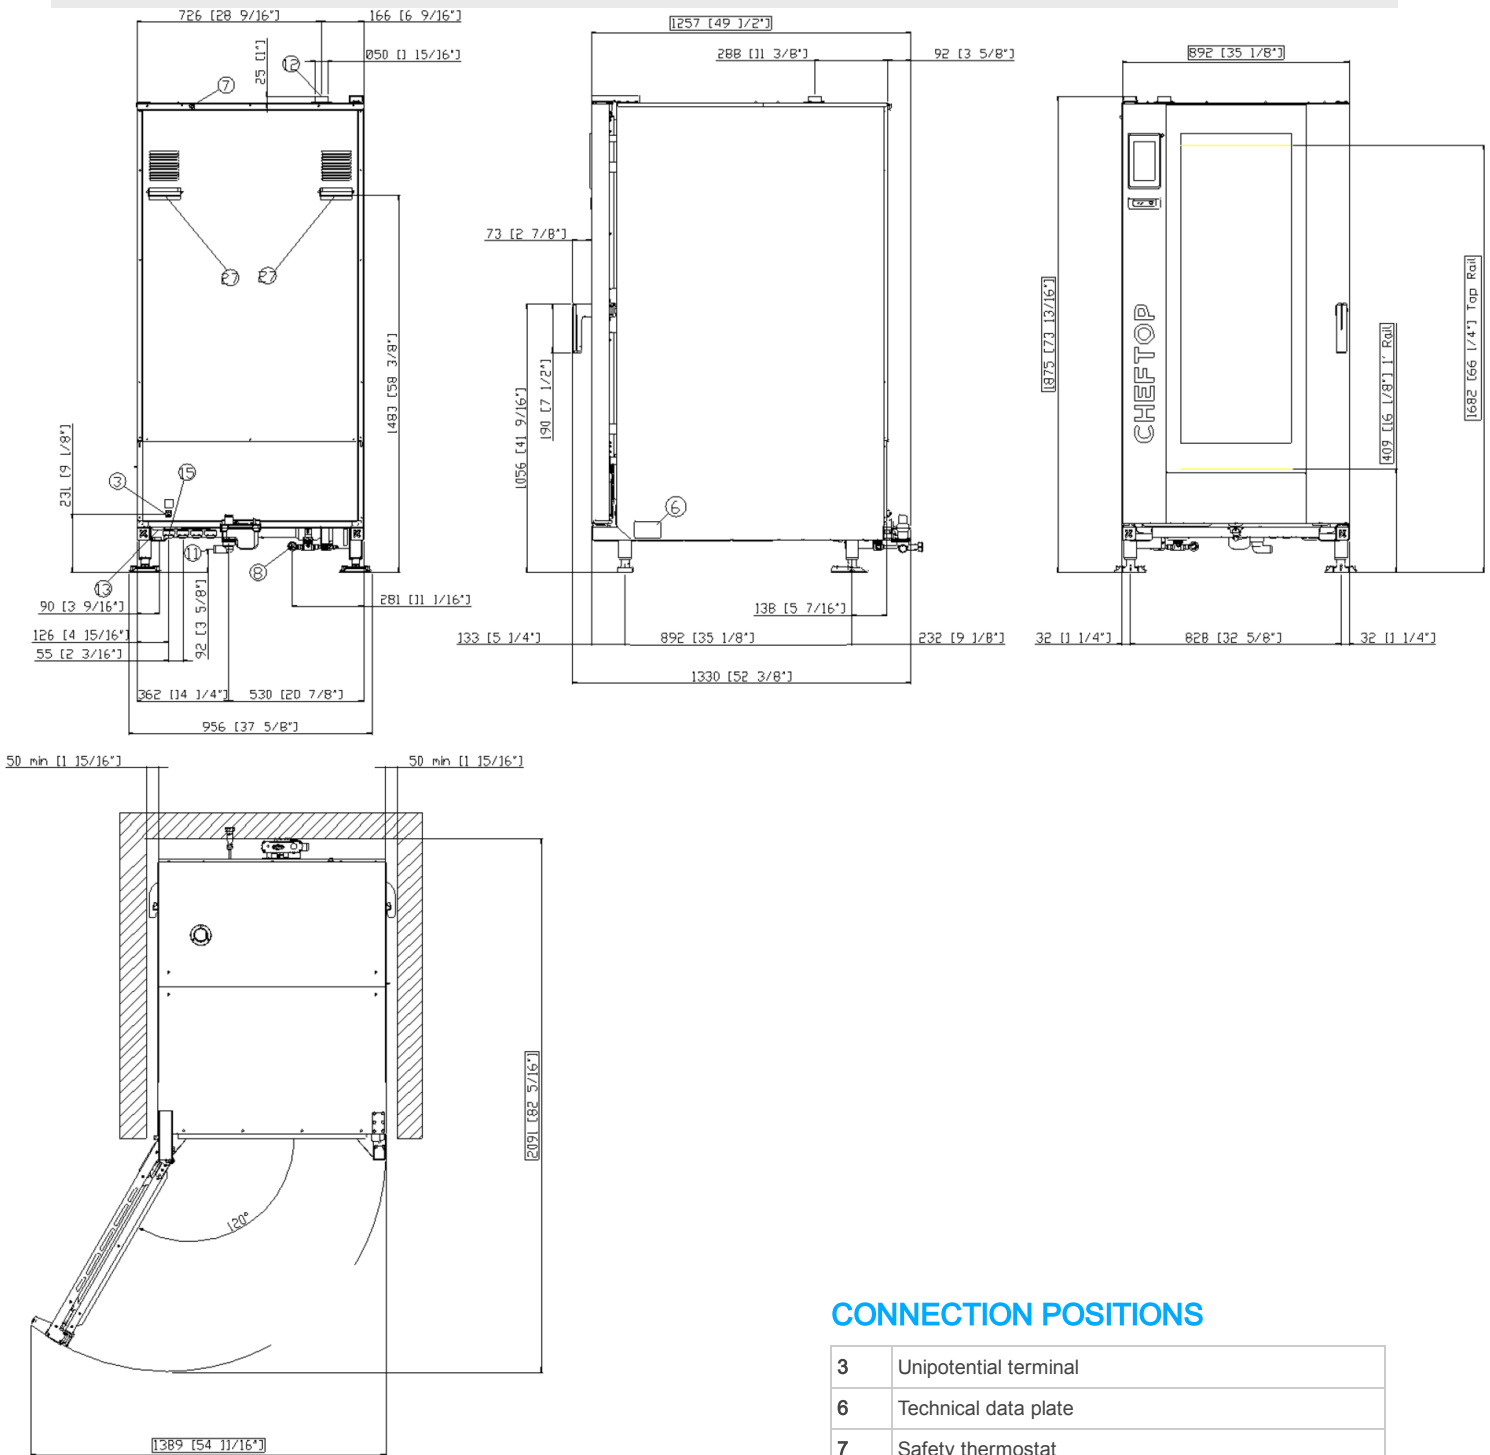 726 [28 9/16"]
166 [6 9/16"]
25 [1"]
Ø50 [1 15/16"]
12
7
27
27
1483 [58 3/8"]
231 [9 1/8"]
3
15
11
8
13
90 [3 9/16"]
126 [4 15/16"]
55 [2 3/16"]
92 [3 5/8"]
281 [11 1/16"]
362 [14 1/4"]
530 [20 7/8"]
956 [37 5/8"]
1257 [49 1/2"]
288 [11 3/8"]
92 [3 5/8"]
73 [2 7/8"]
1056 [41 9/16"]
190 [7 1/2"]
6
138 [5 7/16"]
133 [5 1/4"]
892 [35 1/8"]
232 [9 1/8"]
1330 [52 3/8"]
892 [35 1/8"]
1875 [73 13/16"]
CHEFTOP
409 [16 1/8"] 1' Rail
1682 [66 1/4"] Top Rail
32 [1 1/4"]
828 [32 5/8"]
32 [1 1/4"]
50 min [1 15/16"]
50 min [1 15/16"]
2091 [82 5/16"]
120°
1389 [54 11/16"]
CONNECTION POSITIONS
3 Unipotential terminal
6 Technical data plate
7 Safety thermostat